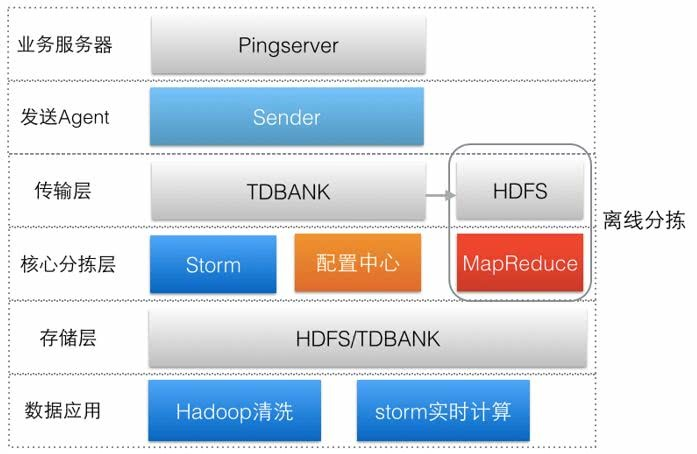 业务服务器
Pingserver
发送Agent
Sender
传输层
TDBANK
HDFS
离线分拣
核心分拣层
Storm
配置中心
MapReduce
存储层
HDFS/TDBANK
数据应用
Hadoop清洗
storm实时计算